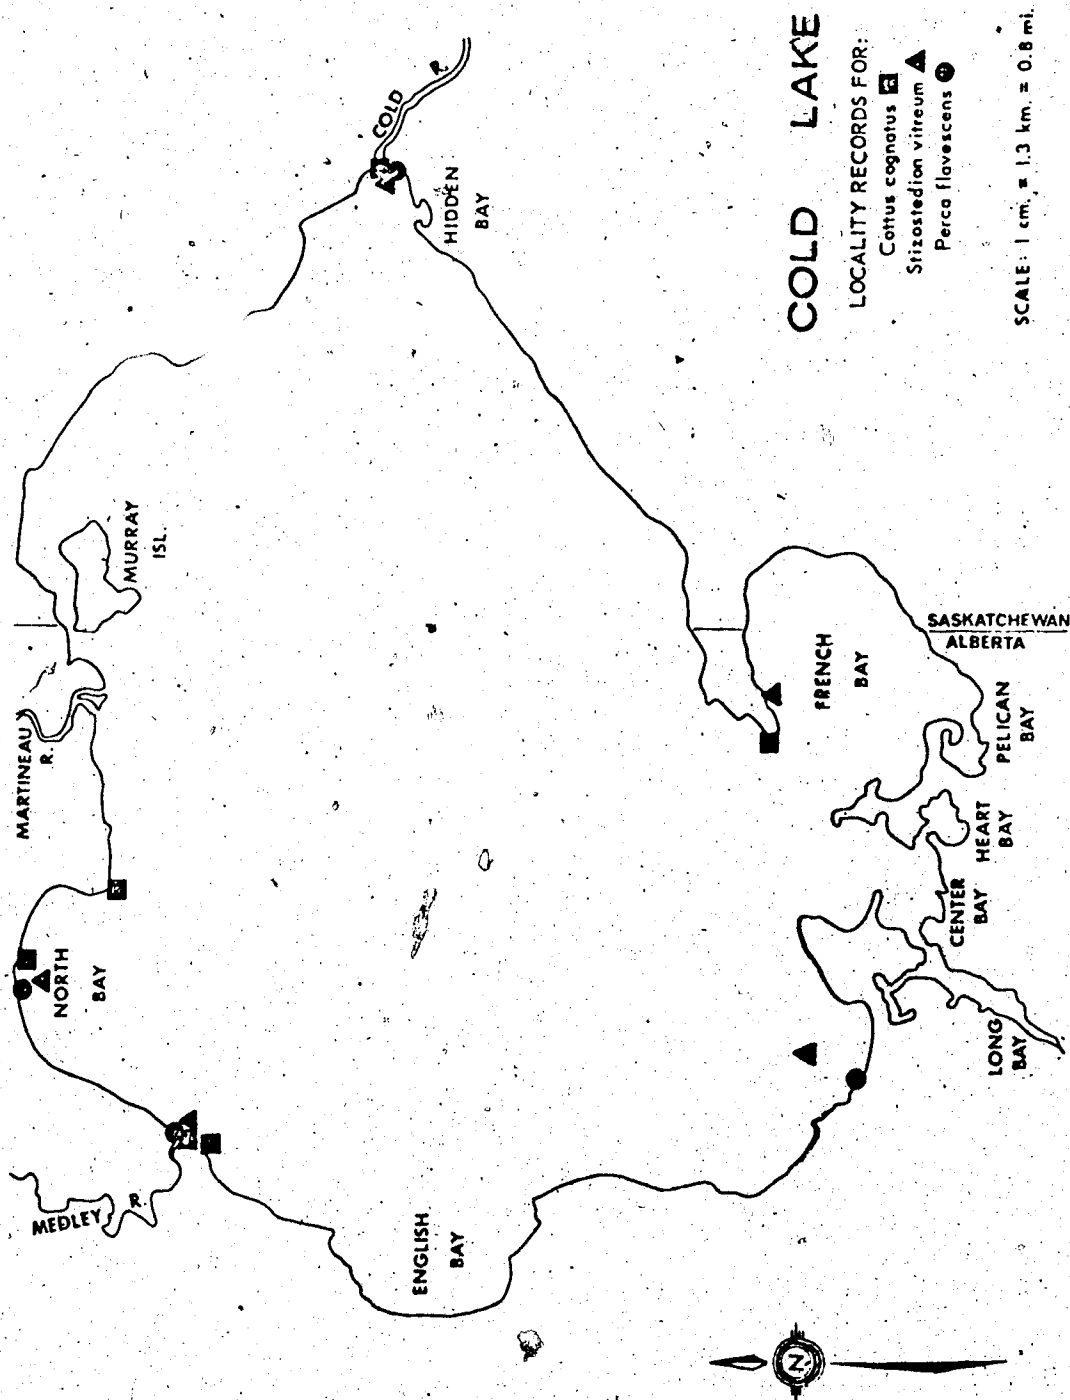 COLD LAKE
LOCALITY RECORDS FOR:
Cottus cognatus
Stizostedion vitreum
Perca flavescens
SCALE: 1 cm. = 1.3 km. = 0.8 mi.
COLD R.
HIDDEN
BAY
MURRAY
ISL.
MARTINEAU
R.
NORTH
BAY
MEDLEY R.
ENGLISH
BAY
FRENCH
BAY
SASKATCHEWAN
ALBERTA
PELICAN
BAY
HEART
BAY
CENTER
BAY
LONG
BAY
N